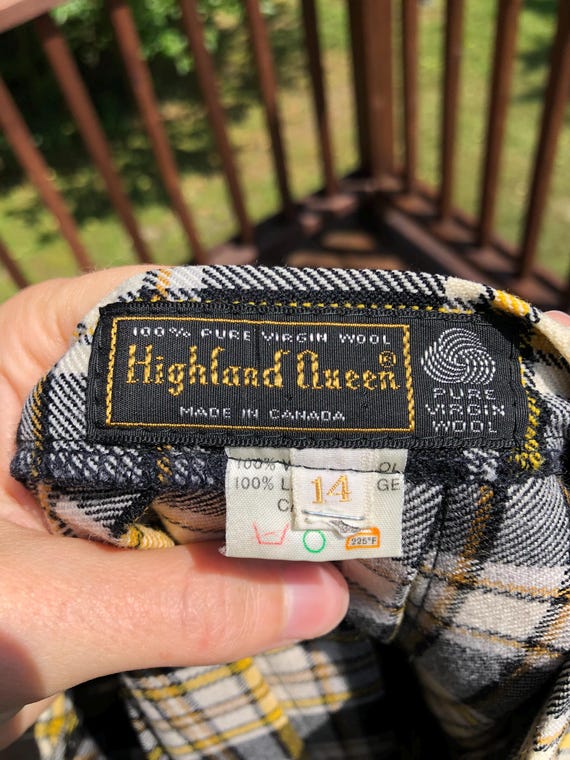 100% PURE VIRGIN WOOL
Highland Queen®
MADE IN CANADA
PURE
VIRGIN
WOOL
100%
100%
14
225°F